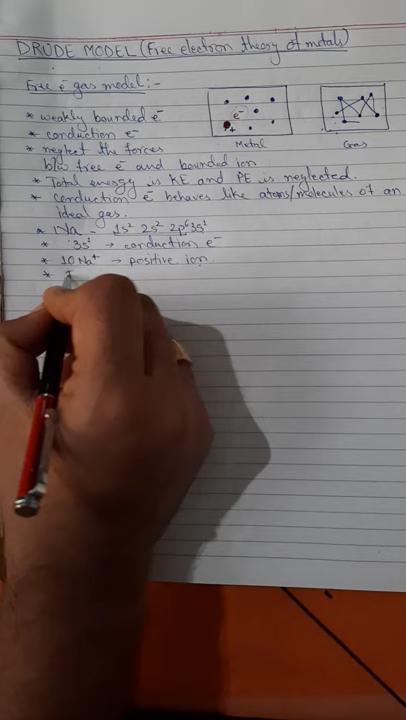 DRUDE MODEL (Free electron theory of metals)
Free e⁻ gas model:-
* weakly bounded e⁻
* conduction e⁻
* neglect the forces
b/w free e⁻ and bounded ion
e⁻
+
Metal
Gas
* Total energy is KE and PE is neglated.
* conduction e⁻ behaves like atoms/molecules of an
ideal gas.
* Na - 1s² 2s² 2p⁶ 3s¹
* 3s¹ → conduction e⁻
* 10 Na⁺ → positive ion
*